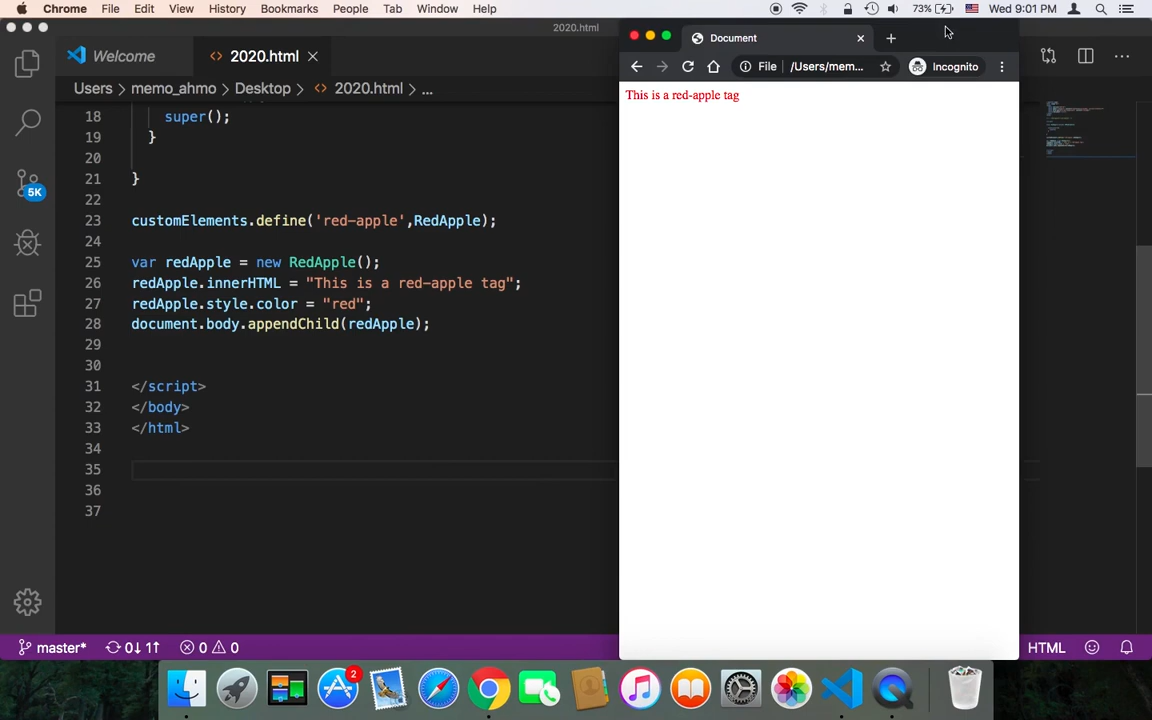 Chrome File Edit View History Bookmarks People Tab Window Help 73% Wed 9:01 PM
2020.html
Welcome 2020.html
Users > memo_ahmo > Desktop > 2020.html > ...
5K
18 super();
19 }
20
21 }
22
23 customElements.define('red-apple',RedApple);
24
25 var redApple = new RedApple();
26 redApple.innerHTML = "This is a red-apple tag";
27 redApple.style.color = "red";
28 document.body.appendChild(redApple);
29
30
31 </script>
32 </body>
33 </html>
34
35
36
37
master* 0↓ 1↑ 0 0 HTML
Document
File | /Users/mem... Incognito
This is a red-apple tag
2